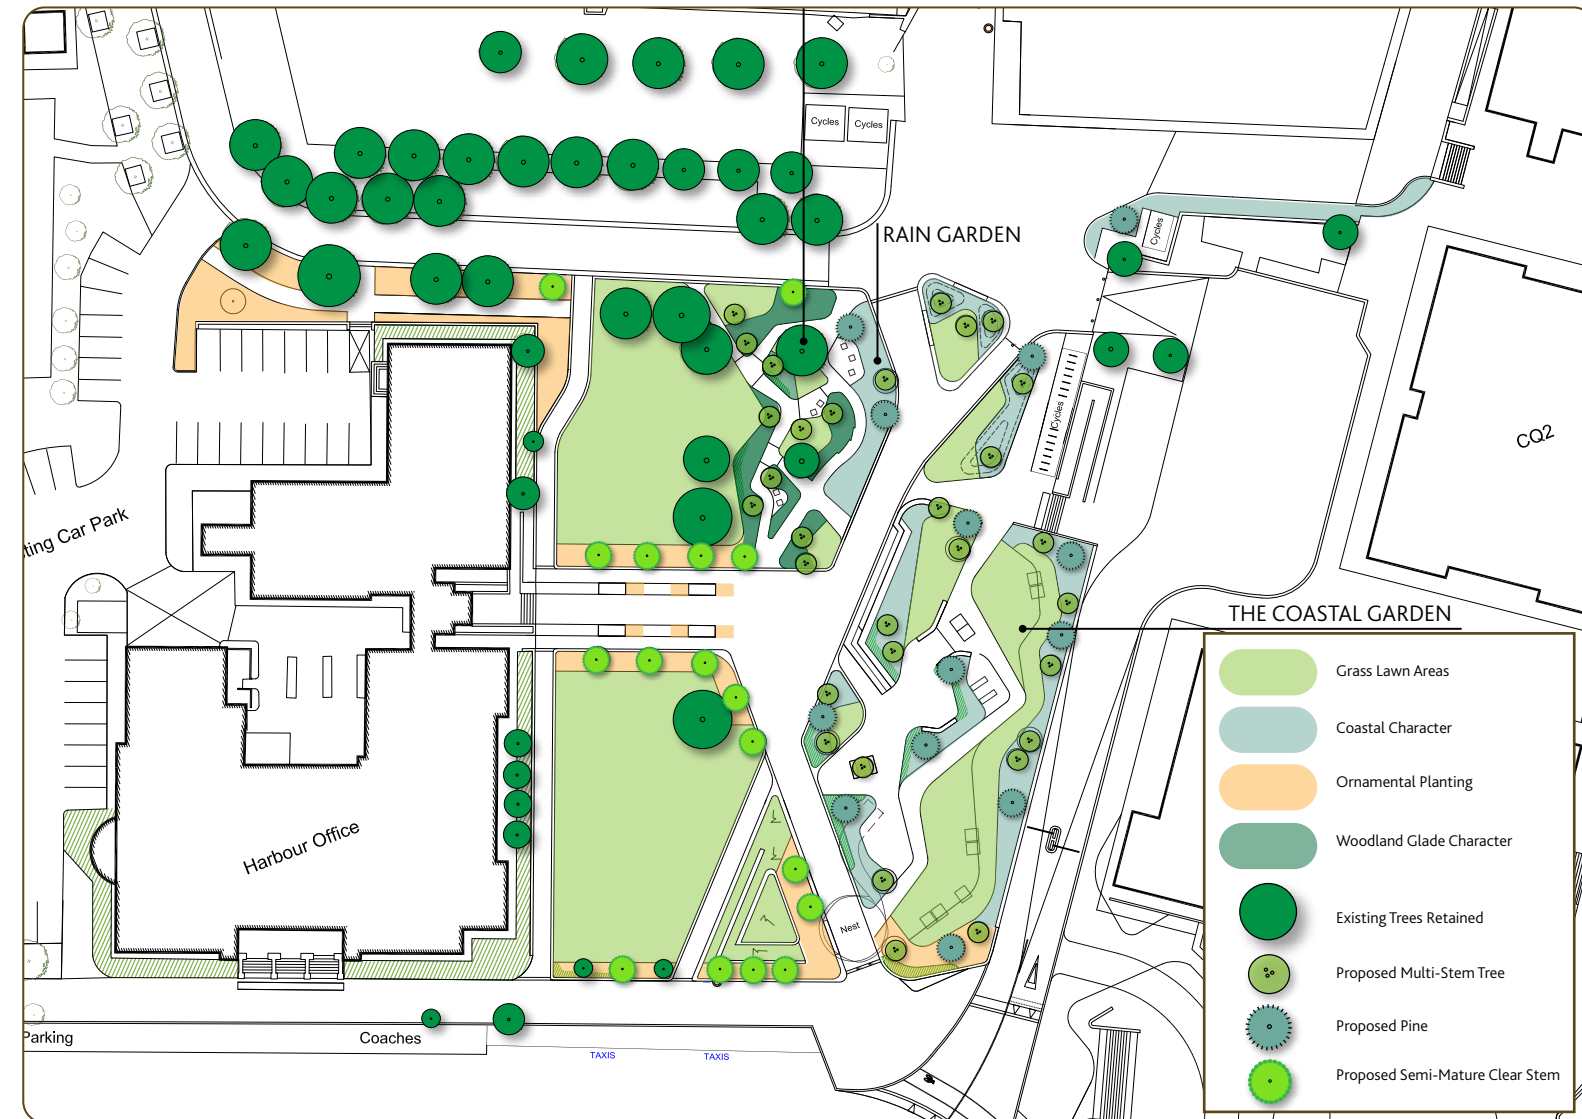 Cycles
Cycles
RAIN GARDEN
Cycles
Cycles
CQ2
ting Car Park
THE COASTAL GARDEN
Grass Lawn Areas
Coastal Character
Ornamental Planting
Woodland Glade Character
Existing Trees Retained
Proposed Multi-Stem Tree
Proposed Pine
Proposed Semi-Mature Clear Stem
Harbour Office
Nest
Parking
Coaches
TAXIS
TAXIS